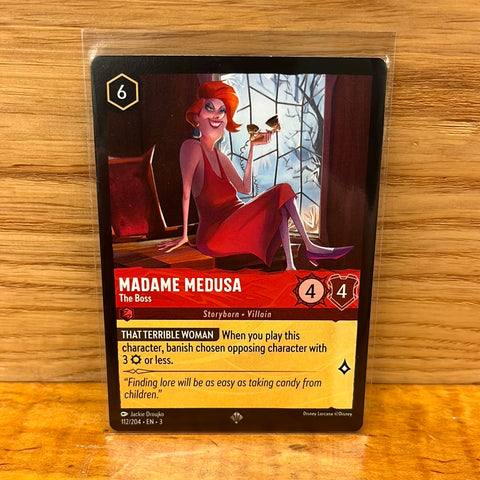 6
MADAME MEDUSA
The Boss
4 4
Storyborn • Villain
THAT TERRIBLE WOMAN When you play this
character, banish chosen opposing character with
3 or less.
“Finding lore will be as easy as taking candy from
children.”
Jackie Droujko
112/204 • EN • 3
Disney Lorcana ©Disney